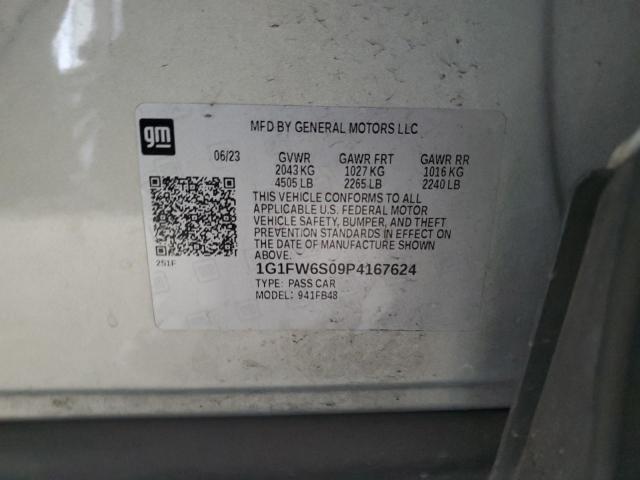 gm
MFD BY GENERAL MOTORS LLC
06/23 GVWR GAWR FRT GAWR RR
2043 KG 1027 KG 1016 KG
4505 LB 2265 LB 2240 LB
THIS VEHICLE CONFORMS TO ALL
APPLICABLE U.S. FEDERAL MOTOR
VEHICLE SAFETY, BUMPER, AND THEFT
PREVENTION STANDARDS IN EFFECT ON
THE DATE OF MANUFACTURE SHOWN
ABOVE.
251F
1G1FW6S09P4167624
TYPE: PASS CAR
MODEL: 941FB48